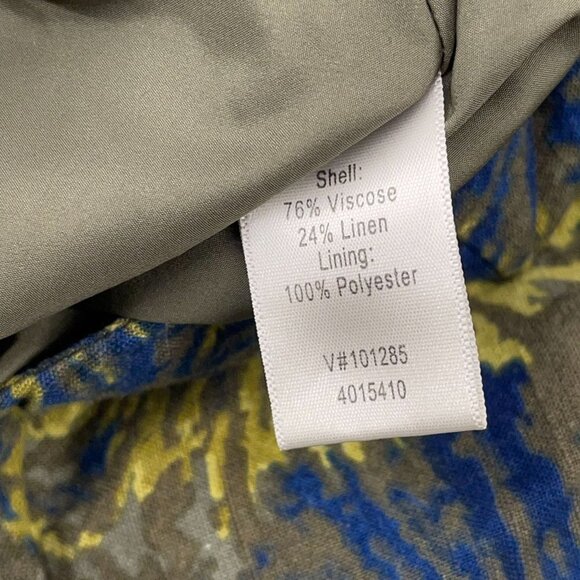 Shell:
76% Viscose
24% Linen
Lining:
100% Polyester
V#101285
4015410